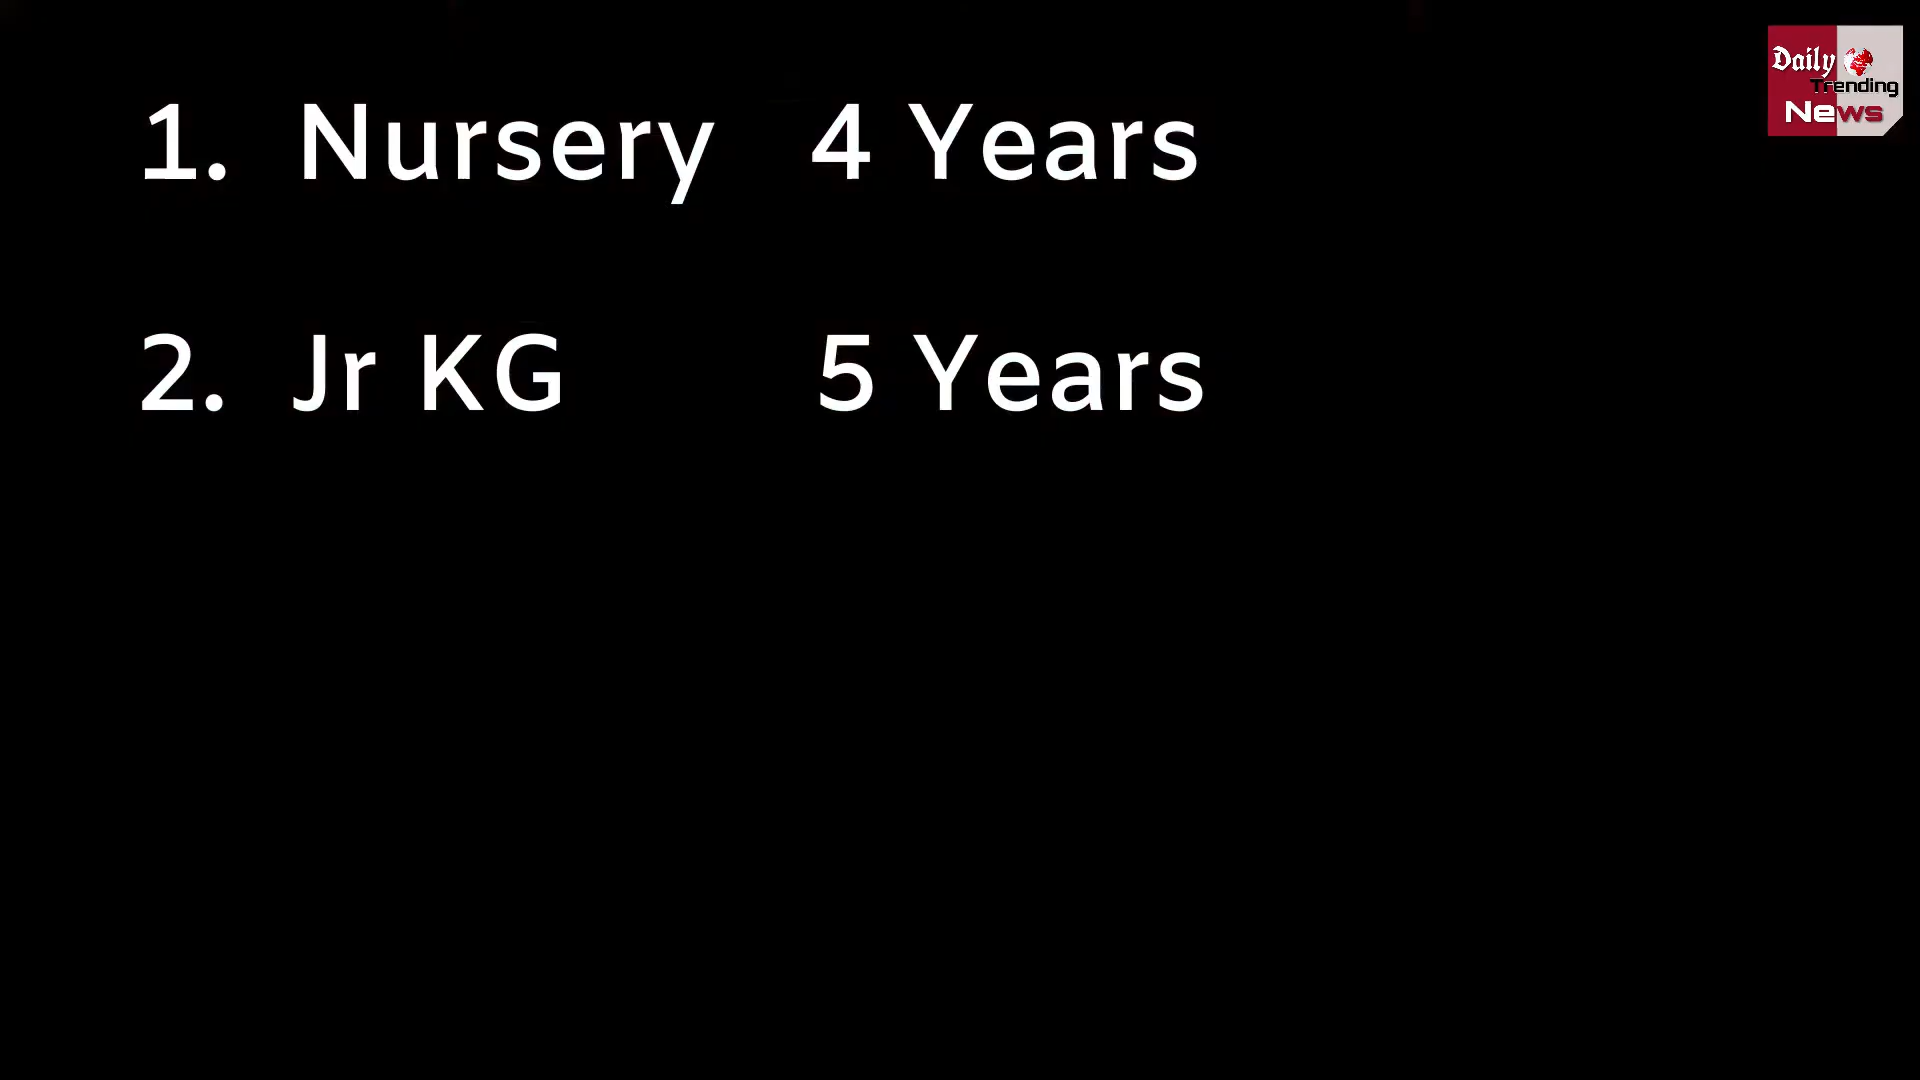 1. Nursery 4 Years
2. Jr KG 5 Years
Daily
Trending
News